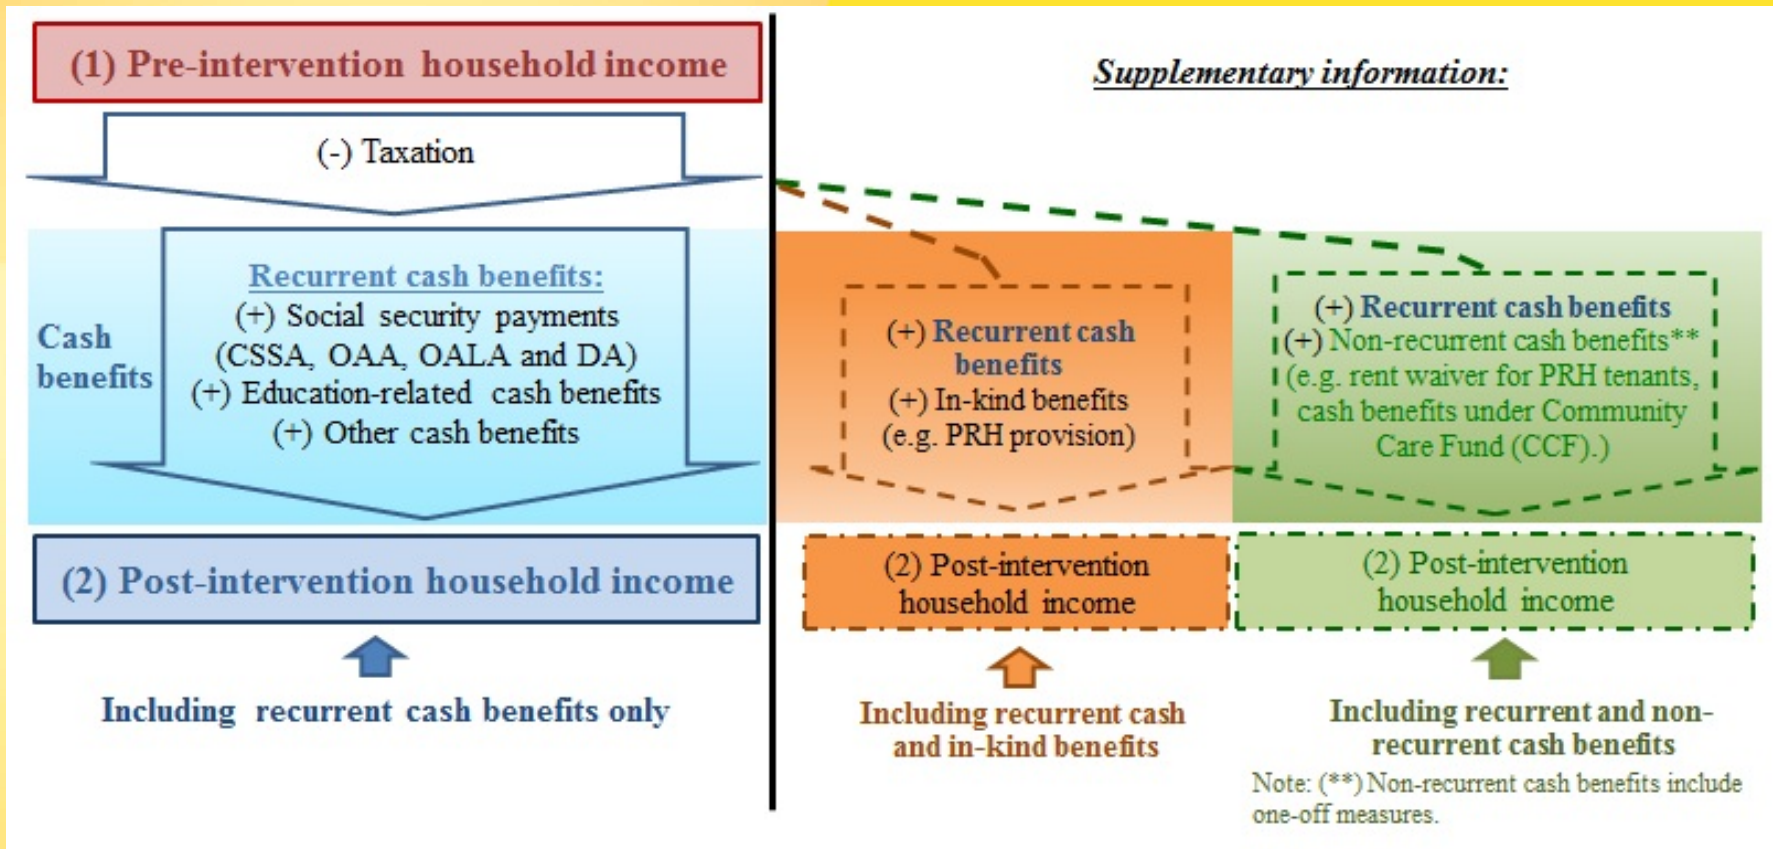 (1) Pre-intervention household income
(-) Taxation
Cash
benefits
Recurrent cash benefits:
(+) Social security payments
(CSSA, OAA, OALA and DA)
(+) Education-related cash benefits
(+) Other cash benefits
(2) Post-intervention household income
Including recurrent cash benefits only
Supplementary information:
(+) Recurrent cash
benefits
(+) In-kind benefits
(e.g. PRH provision)
(2) Post-intervention
household income
Including recurrent cash
and in-kind benefits
(+) Recurrent cash benefits
(+) Non-recurrent cash benefits**
(e.g. rent waiver for PRH tenants,
cash benefits under Community
Care Fund (CCF).)
(2) Post-intervention
household income
Including recurrent and non-
recurrent cash benefits
Note: (**) Non-recurrent cash benefits include
one-off measures.